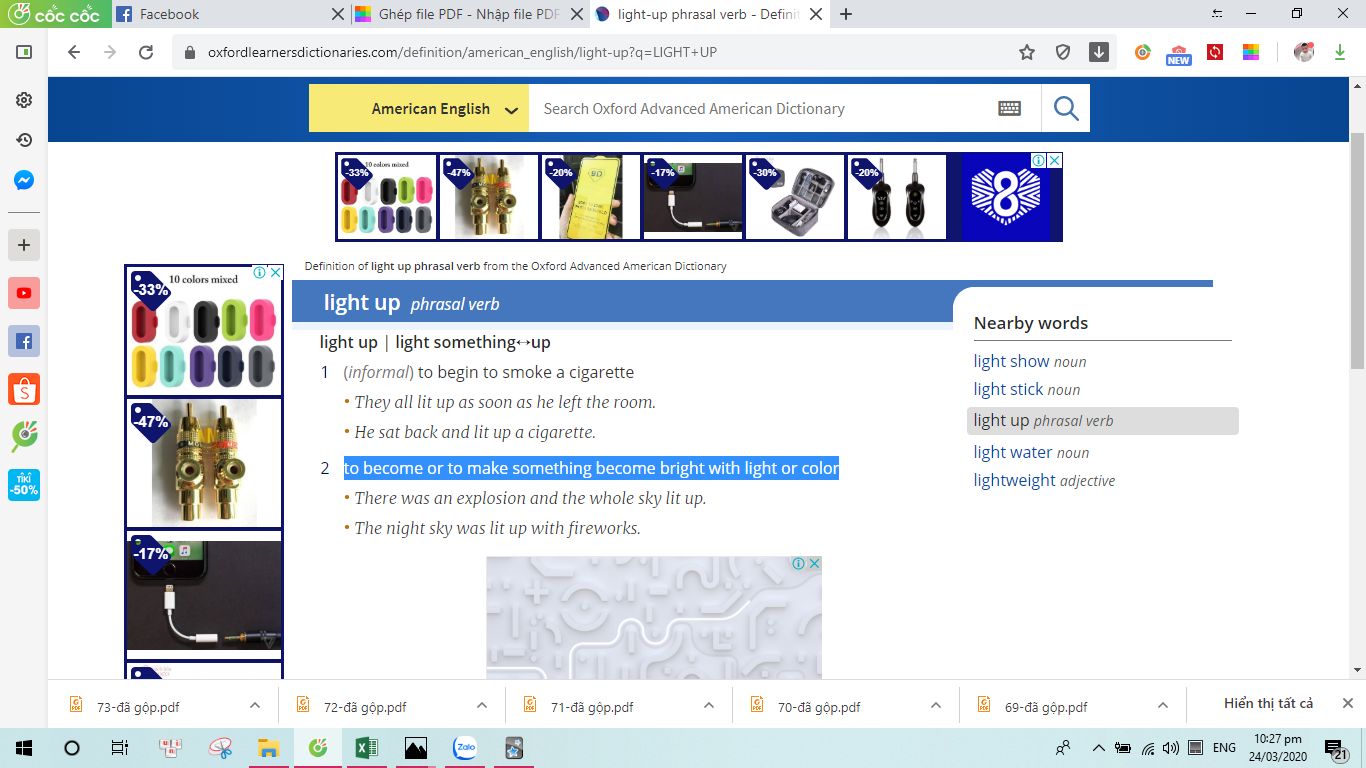 cốc cốc
Facebook
Ghép file PDF - Nhập file PDF
light-up phrasal verb - Defini
oxfordlearnersdictionaries.com/definition/american_english/light-up?q=LIGHT+UP
NEW
American English
Search Oxford Advanced American Dictionary
10 colors mixed
-33%
-47%
-20%
-17%
-30%
-20%
8
Definition of light up phrasal verb from the Oxford Advanced American Dictionary
10 colors mixed
-33%
-47%
-17%
light up phrasal verb
light up | light something↔up
1 (informal) to begin to smoke a cigarette
• They all lit up as soon as he left the room.
• He sat back and lit up a cigarette.
2 to become or to make something become bright with light or color
• There was an explosion and the whole sky lit up.
• The night sky was lit up with fireworks.
Nearby words
light show noun
light stick noun
light up phrasal verb
light water noun
lightweight adjective
TIKI
-50%
73-đã gộp.pdf
72-đã gộp.pdf
71-đã gộp.pdf
70-đã gộp.pdf
69-đã gộp.pdf
Hiển thị tất cả
Zalo
ENG
10:27 pm
24/03/2020
21